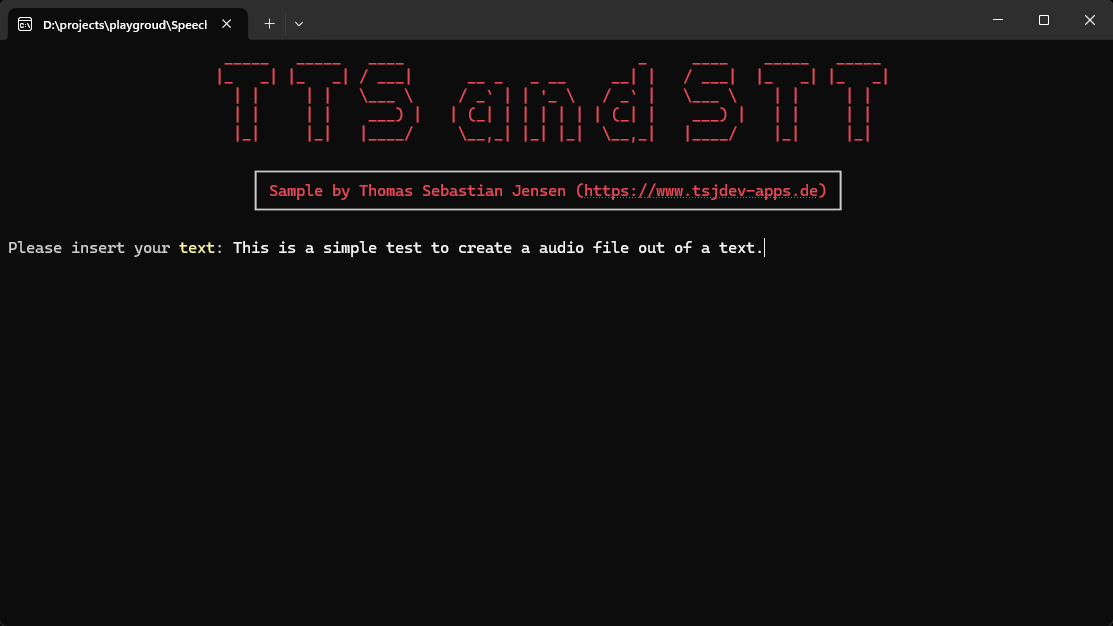 D:\projects\playgroud\Speecl
TTS and STT
Sample by Thomas Sebastian Jensen (https://www.tsjdev-apps.de)
Please insert your text: This is a simple test to create a audio file out of a text.